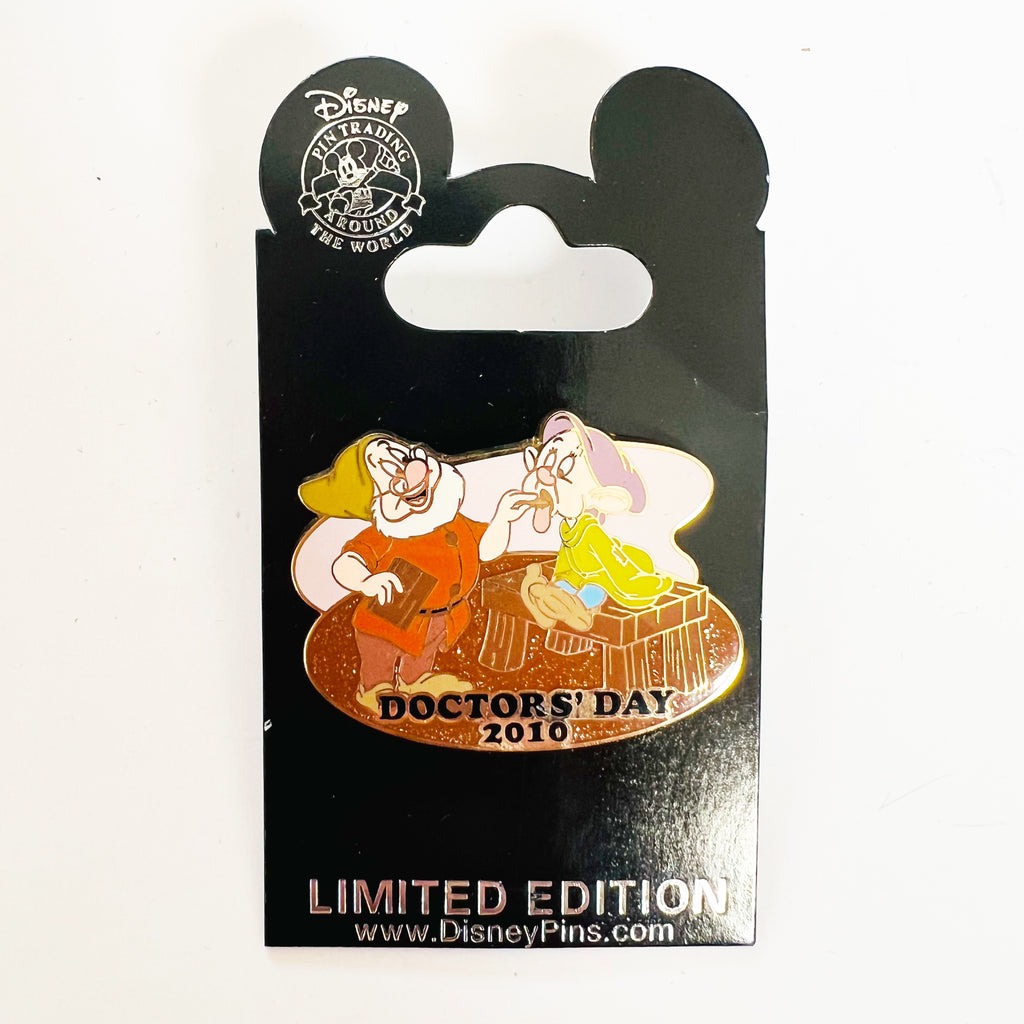 Disney
PIN TRADING
AROUND
THE WORLD
DOCTORS' DAY
2010
LIMITED EDITION
www.DisneyPins.com